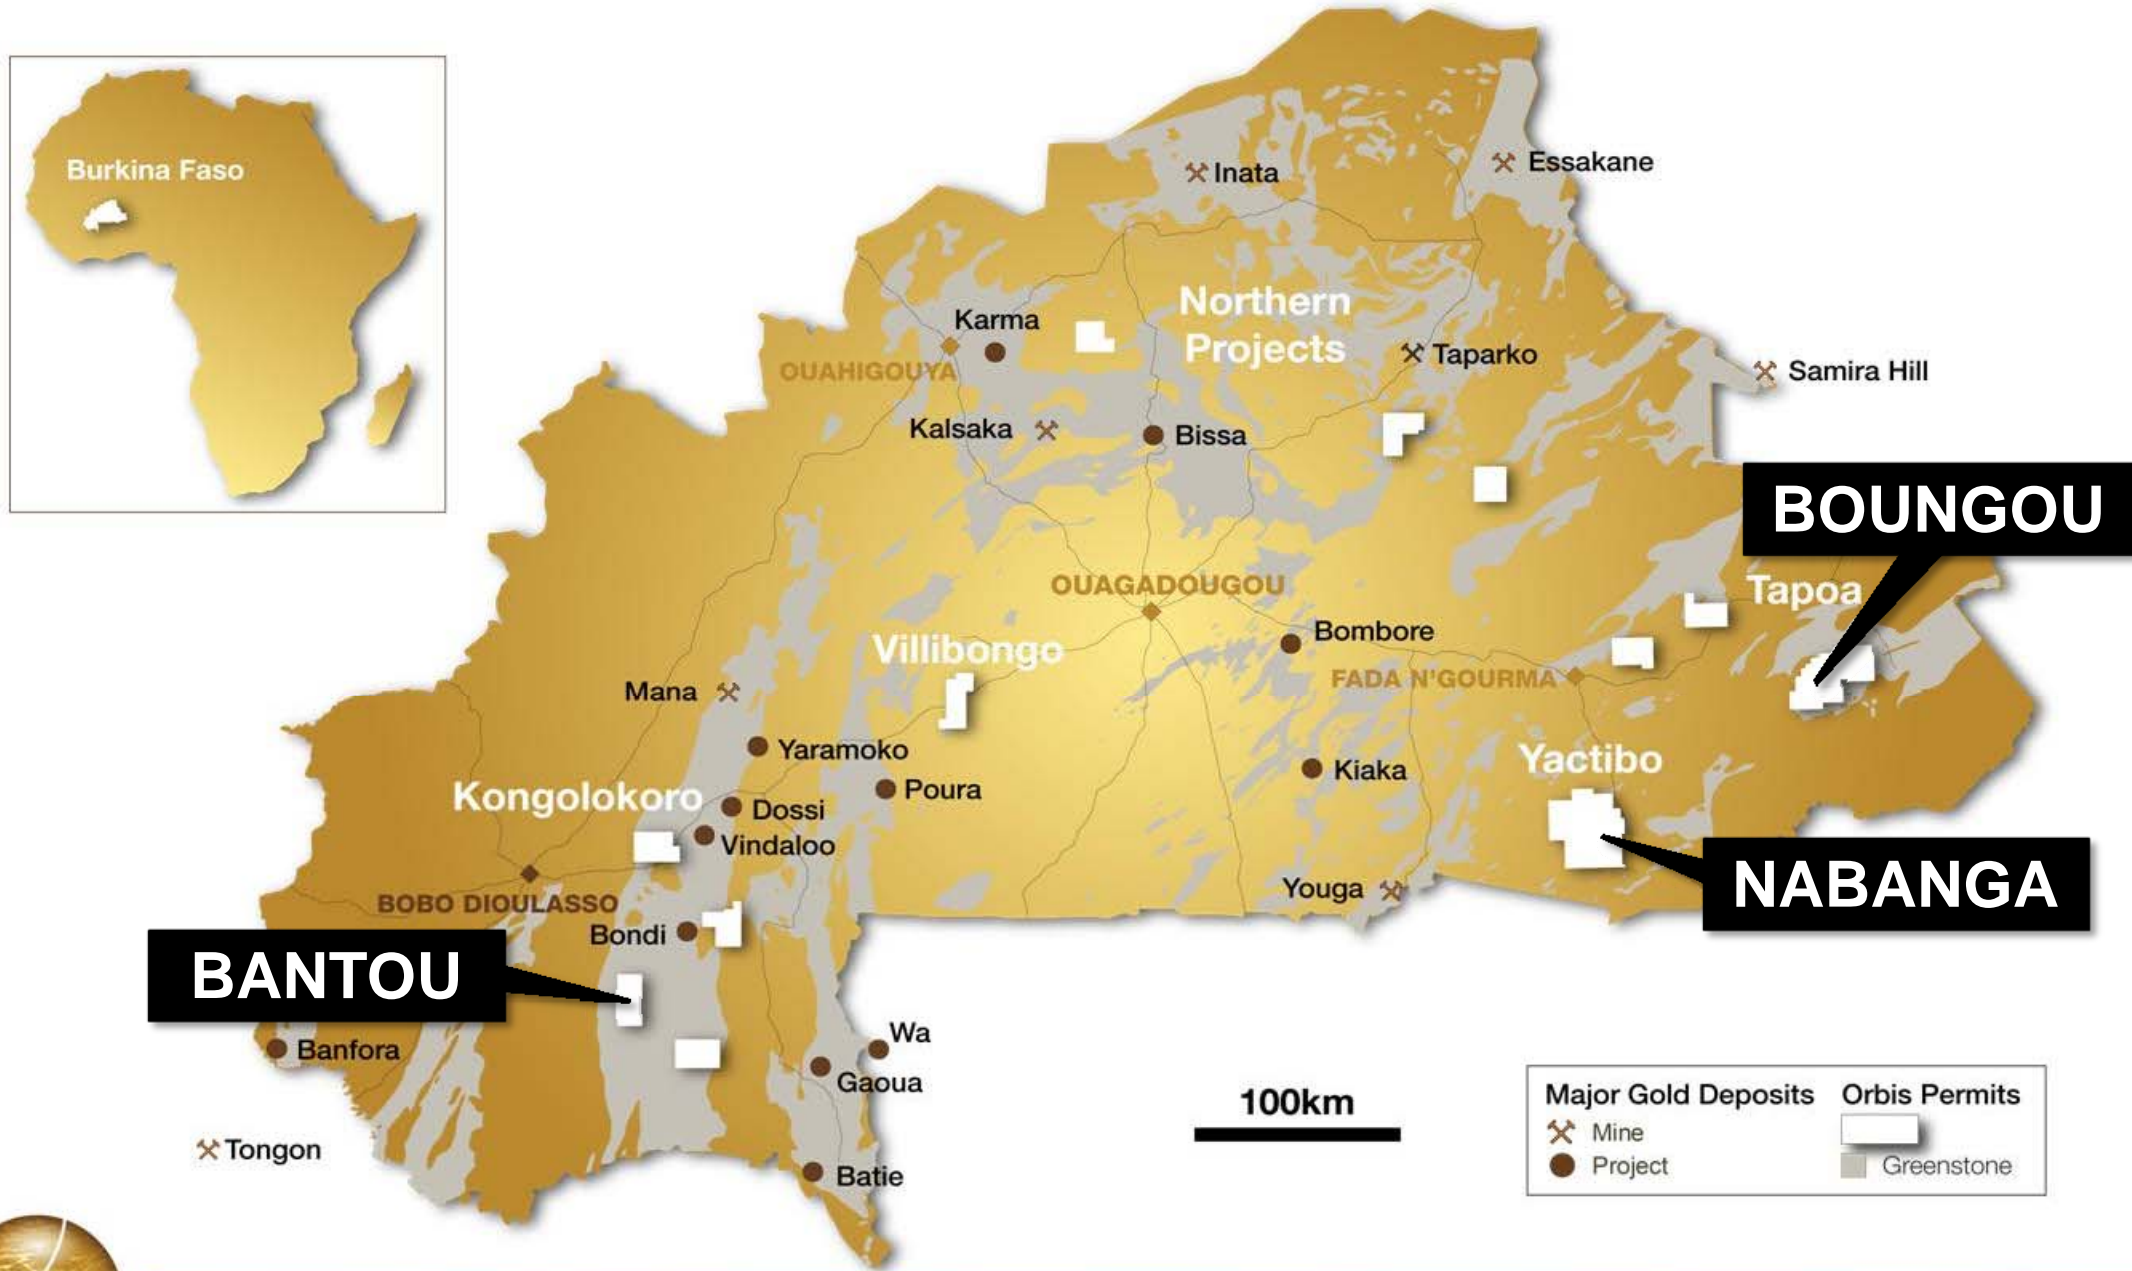 Burkina Faso
Inata
Essakane
Northern
Projects
Karma
OUAHIGOUYA
Taparko
Samira Hill
Kalsaka
Bissa
BOUNGOU
OUAGADOUGOU
Tapoa
Bombore
Villibongo
FADA N'GOURMA
Mana
Yaramoko
Yactibo
Kiaka
Poura
Kongolokoro
Dossi
Vindaloo
NABANGA
Youga
BOBO DIOULASSO
Bondi
BANTOU
Wa
Banfora
Gaoua
Tongon
Batie
100km
Major Gold Deposits
Mine
Project
Orbis Permits
Greenstone